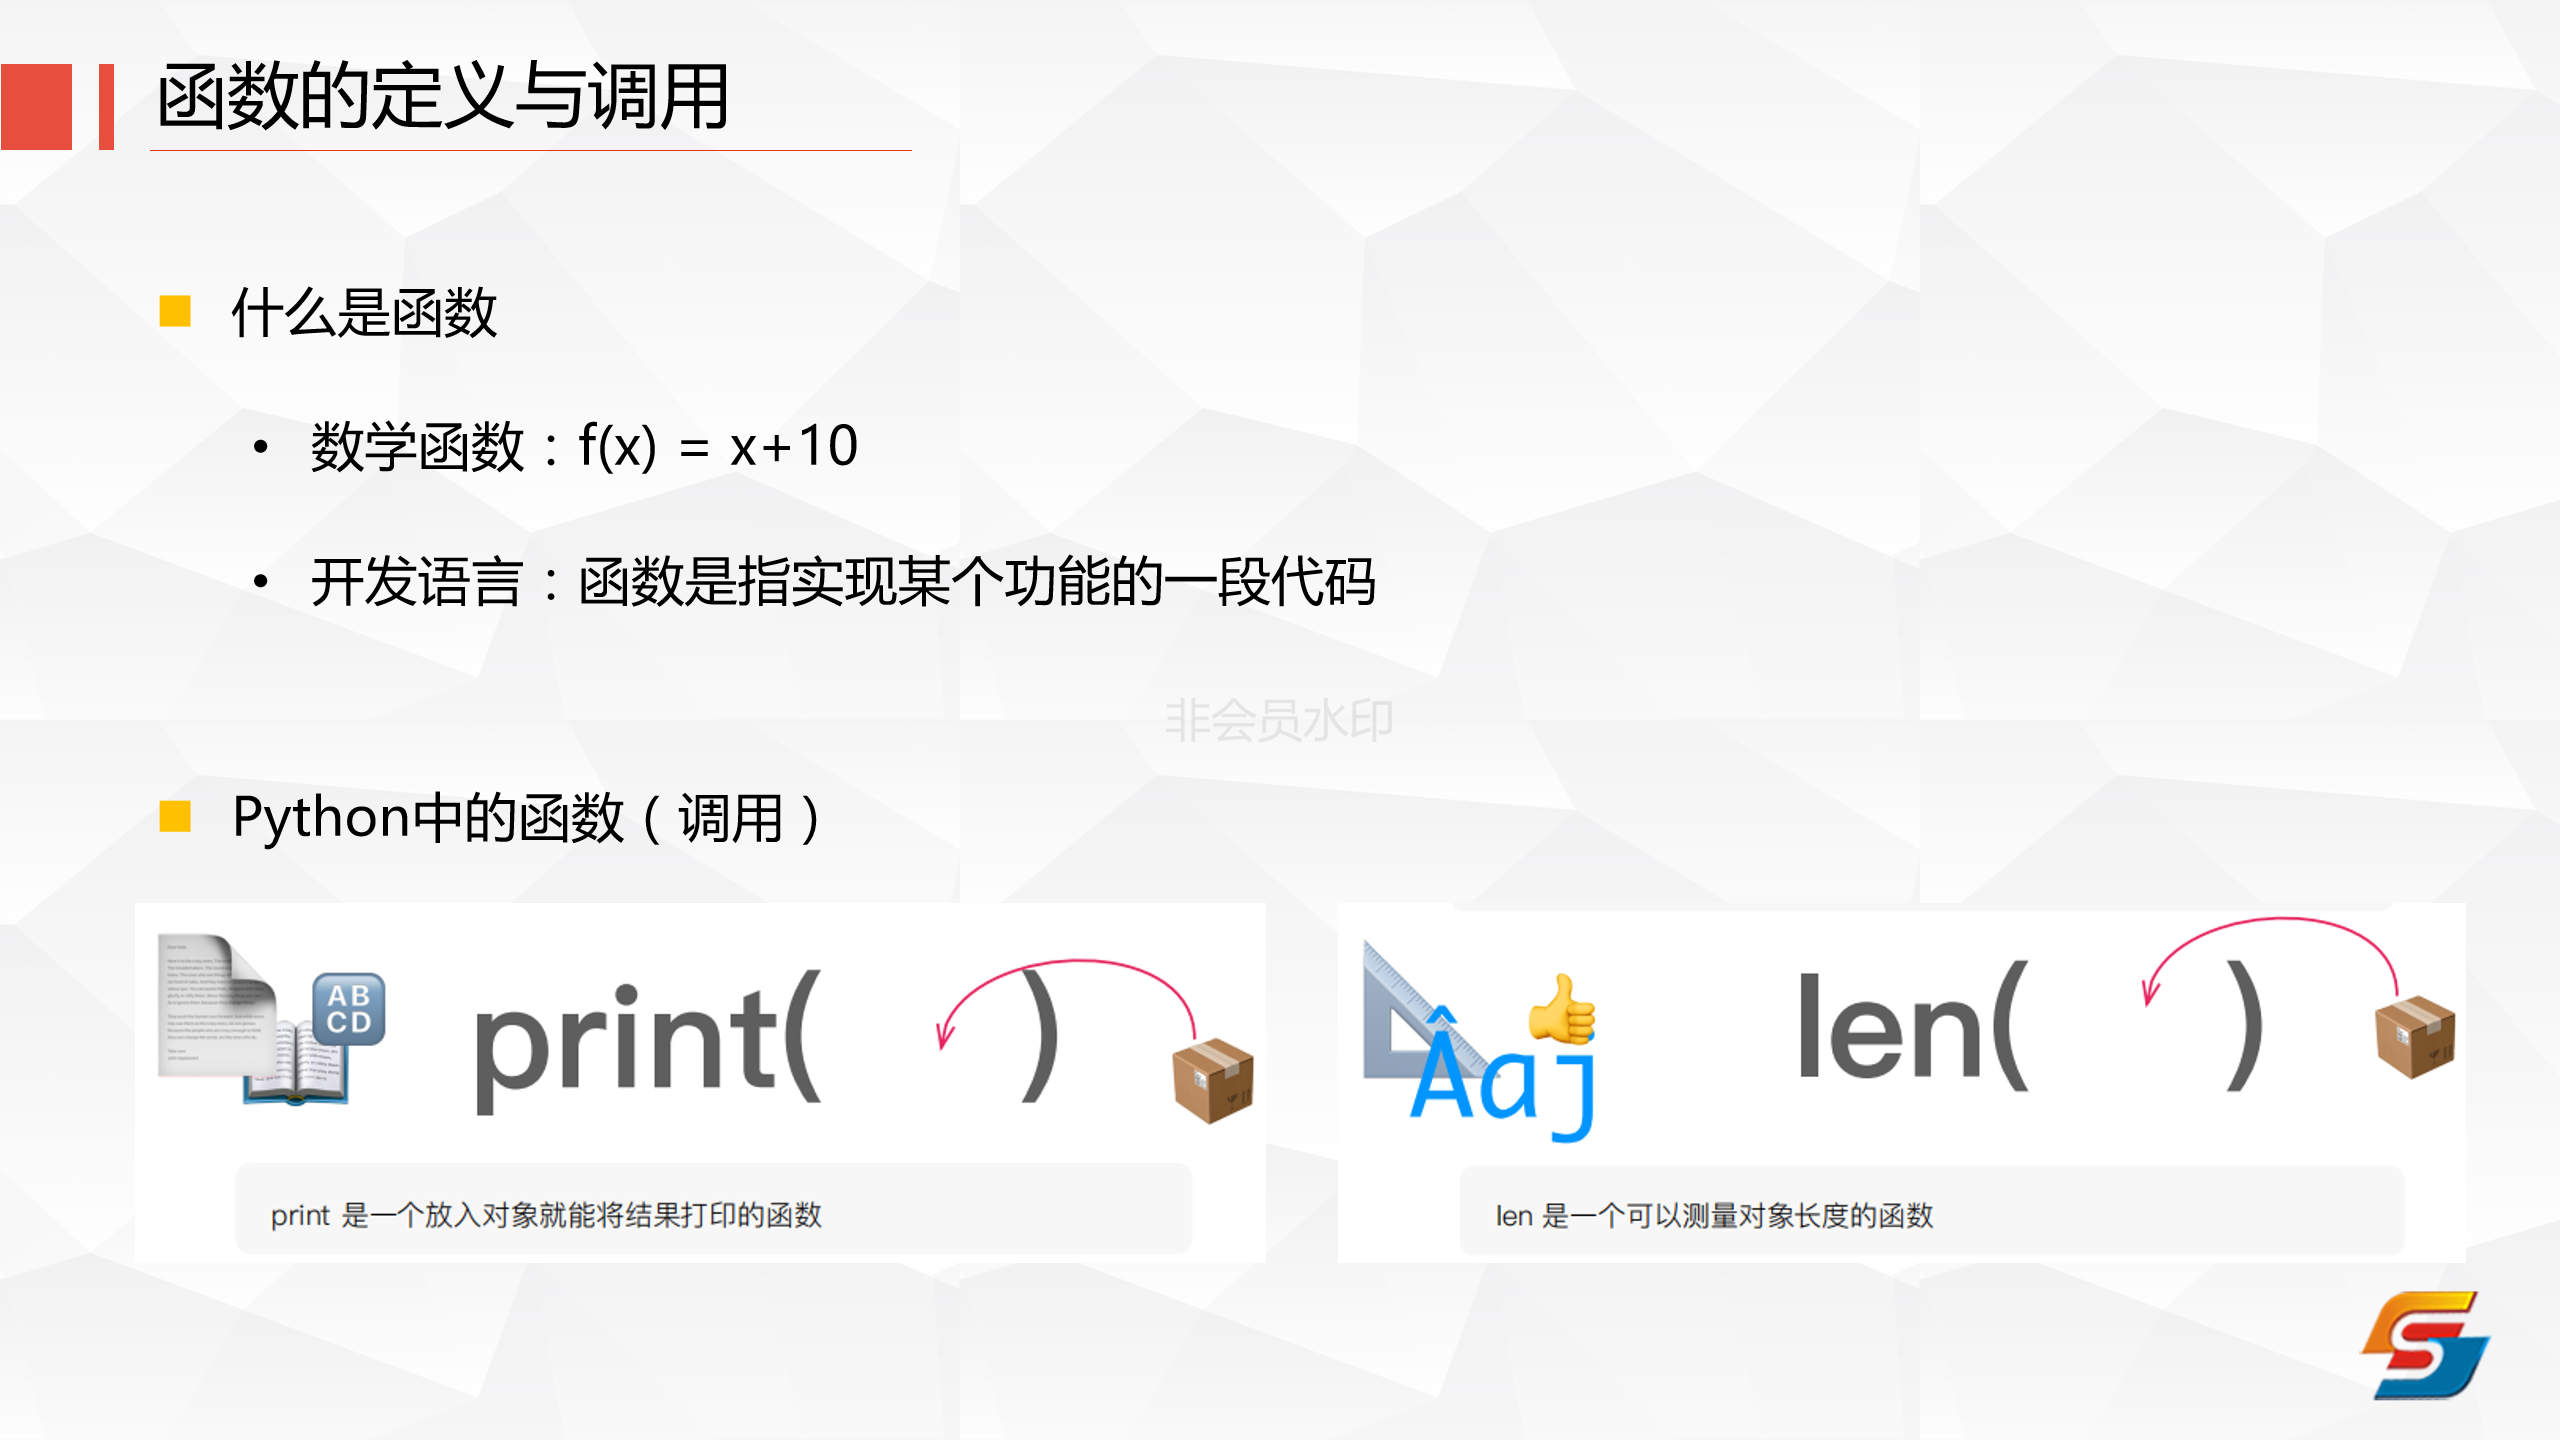 函数的定义与调用
什么是函数
数学函数：f(x) = x+10
开发语言：函数是指实现某个功能的一段代码
非会员水印
Python中的函数（调用）
AB
CD
print( )
print 是一个放入对象就能将结果打印的函数
Âaj
len( )
len 是一个可以测量对象长度的函数